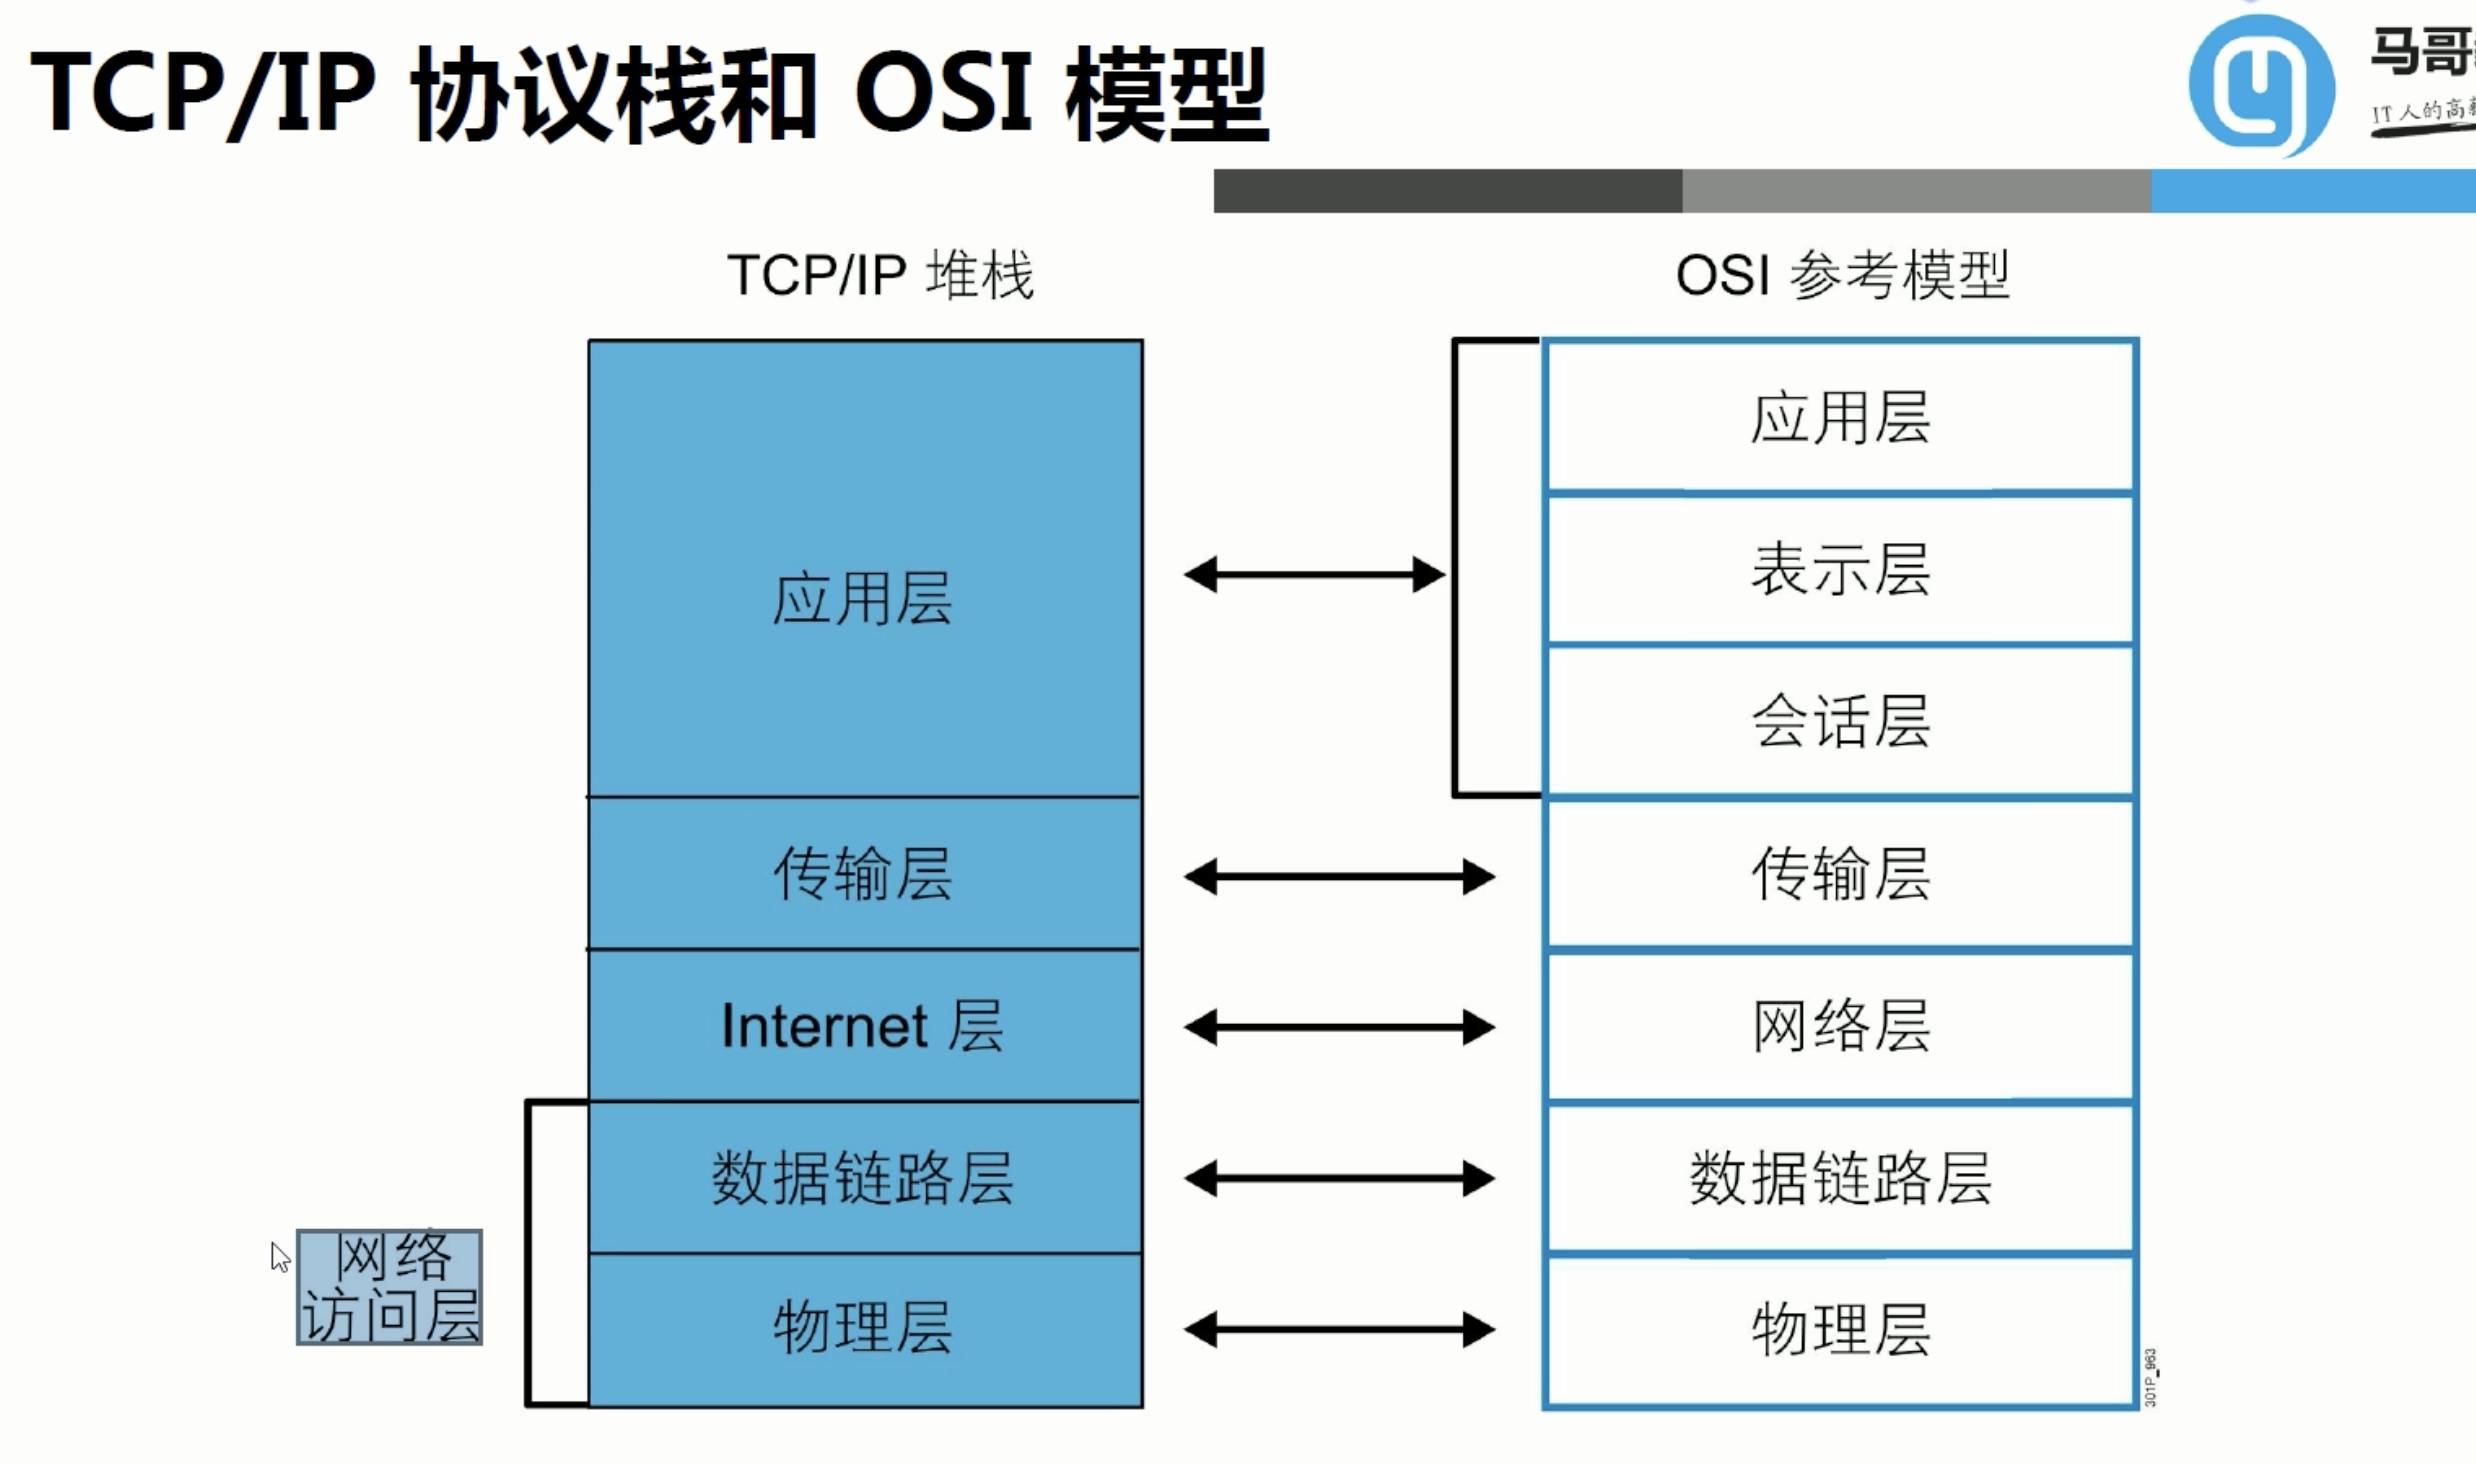 TCP/IP 协议栈和 OSI 模型
马哥
IT人的高薪
TCP/IP 堆栈
OSI 参考模型
应用层
传输层
Internet 层
数据链路层
物理层
网络
访问层
应用层
表示层
会话层
传输层
网络层
数据链路层
物理层
301P_963